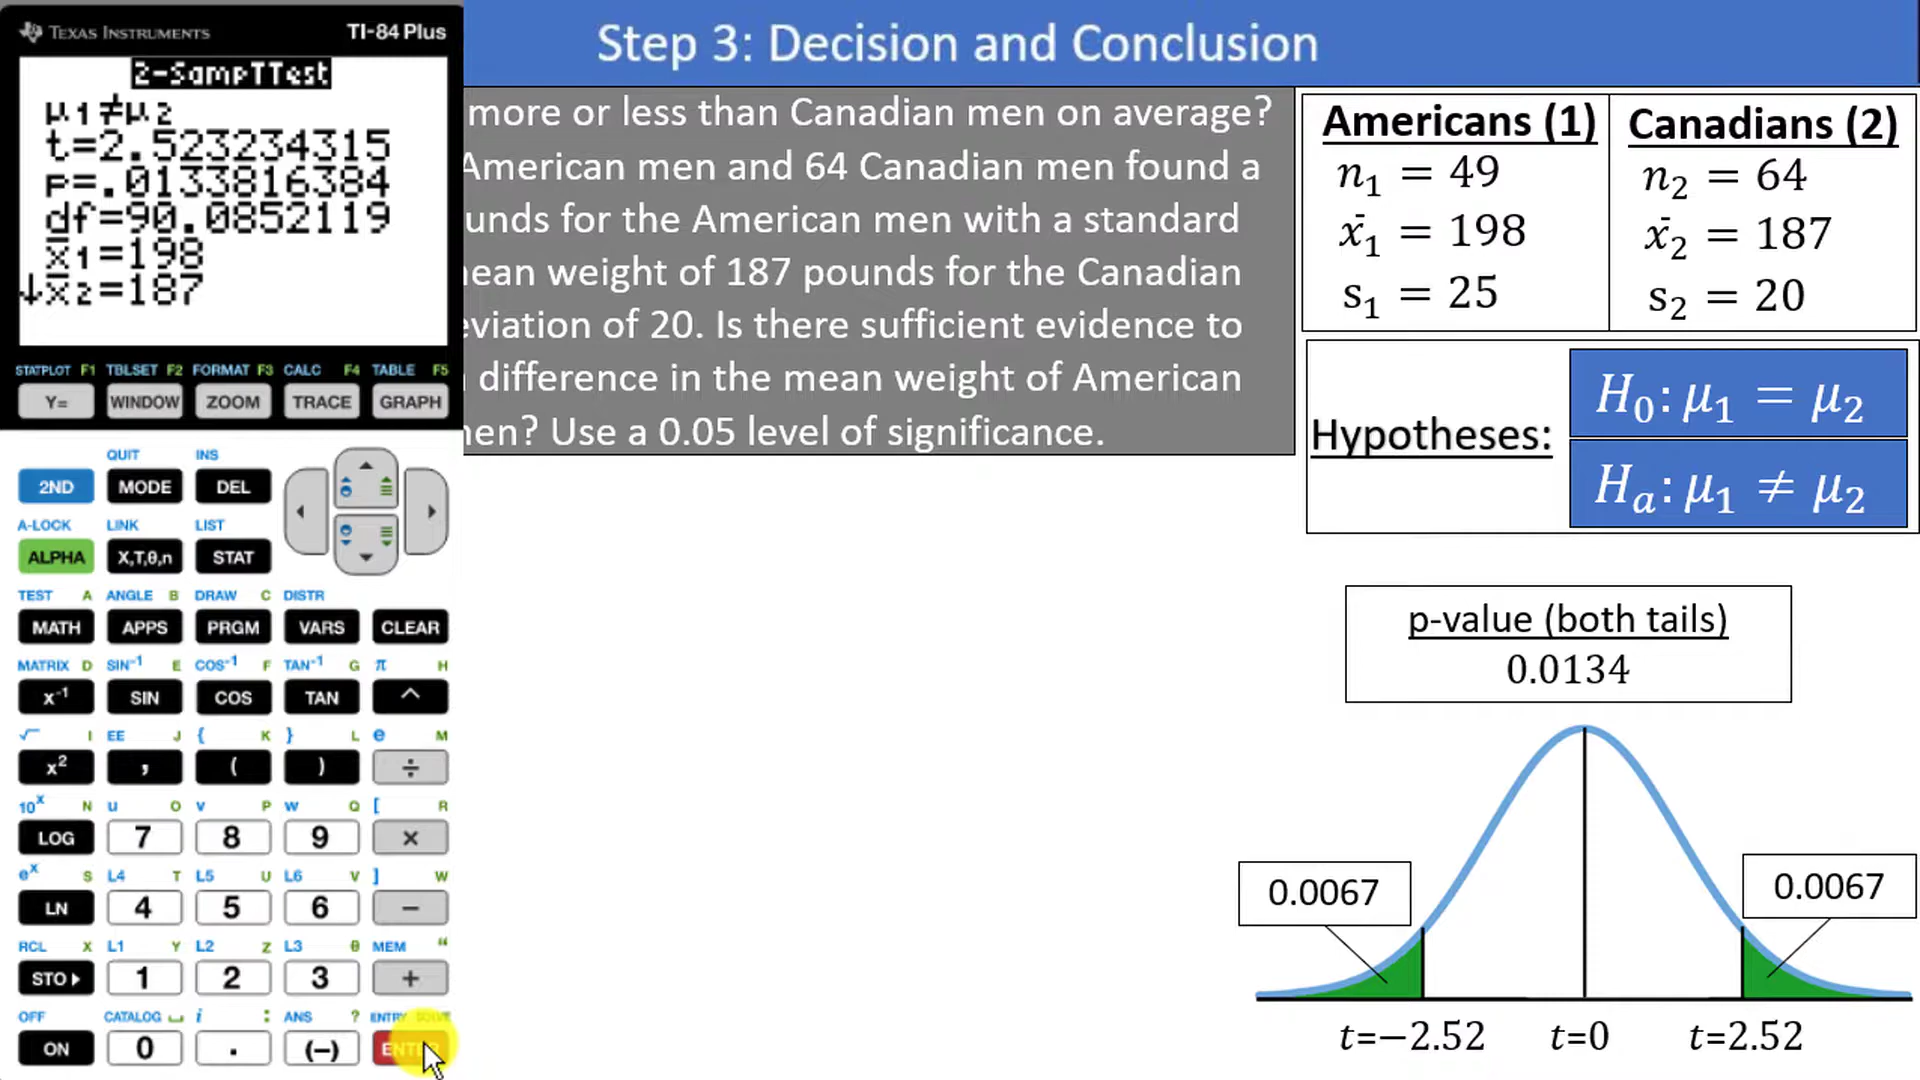 TEXAS INSTRUMENTS TI-84 Plus
2-SampTTest
μ1≠μ2
t=2.523234315
p=.0133816384
df=90.0852119
x̄1=198
↓x̄2=187
STATPLOT F1 TBLSET F2 FORMAT F3 CALC F4 TABLE F5
Y= WINDOW ZOOM TRACE GRAPH
QUIT INS
2ND MODE DEL
A-LOCK LINK LIST
ALPHA X,T,θ,n STAT
TEST A ANGLE B DRAW C DISTR
MATH APPS PRGM VARS CLEAR
MATRIX D SIN⁻¹ E COS⁻¹ F TAN⁻¹ G π H
x⁻¹ SIN COS TAN ^
√ I EE J { K } L e M
x² , ( ) ÷
10ˣ N u O v P w Q [ R
LOG 7 8 9 ×
eˣ S L4 T L5 U L6 V ] W
LN 4 5 6 −
RCL X L1 Y L2 Z L3 θ MEM "
STO▸ 1 2 3 +
OFF CATALOG ⎵ i : ANS ? ENTRY SOLVE
ON 0 . (−) ENTER
Step 3: Decision and Conclusion
more or less than Canadian men on average?
American men and 64 Canadian men found a
unds for the American men with a standard
mean weight of 187 pounds for the Canadian
eviation of 20. Is there sufficient evidence to
difference in the mean weight of American
men? Use a 0.05 level of significance.
Americans (1)
n₁ = 49
x̄₁ = 198
s₁ = 25
Canadians (2)
n₂ = 64
x̄₂ = 187
s₂ = 20
Hypotheses:
H₀: μ₁ = μ₂
Hₐ: μ₁ ≠ μ₂
p-value (both tails)
0.0134
0.0067
0.0067
t=−2.52
t=0
t=2.52